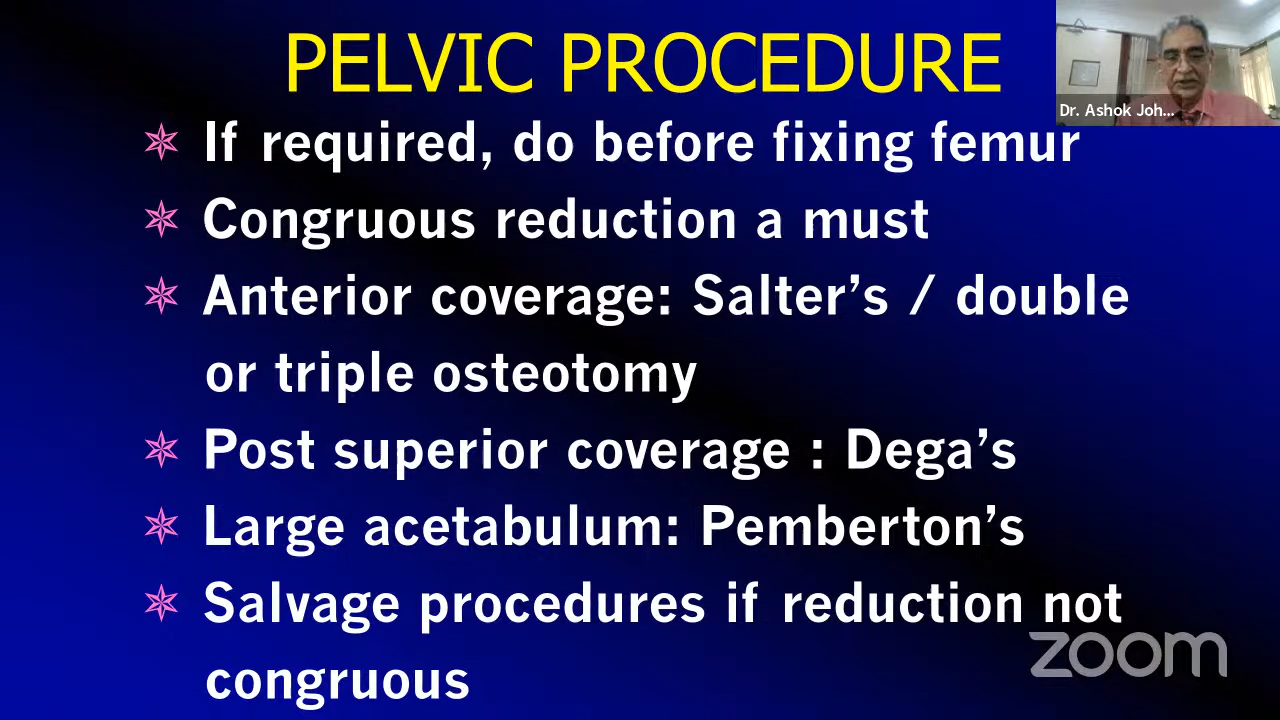 PELVIC PROCEDURE
Dr. Ashok Joh...
If required, do before fixing femur
Congruous reduction a must
Anterior coverage: Salter’s / double
or triple osteotomy
Post superior coverage : Dega’s
Large acetabulum: Pemberton’s
Salvage procedures if reduction not
congruous
zoom